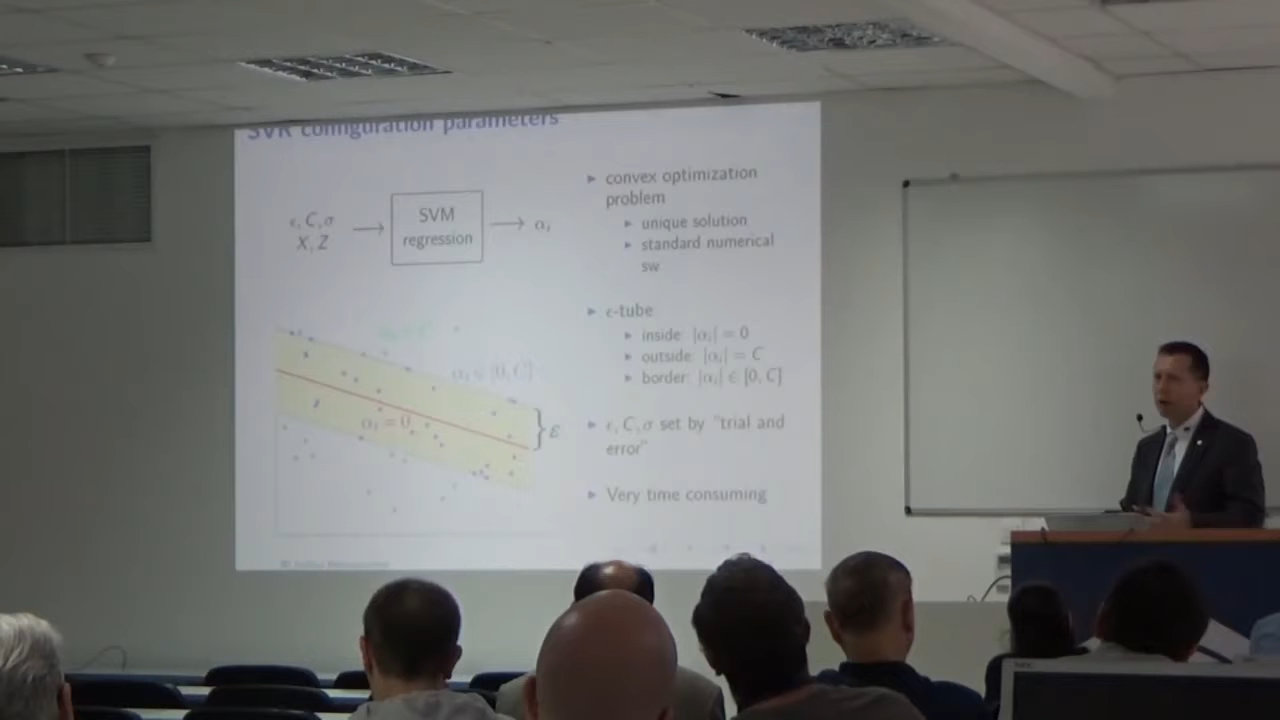 SVR configuration parameters
ϵ, C, σ
X, Z
SVM
regression
αᵢ
αᵢ ∈ [0, C]
αᵢ = 0
ε
▸ convex optimization
problem
▸ unique solution
▸ standard numerical
sw
▸ ϵ-tube
▸ inside: |αᵢ| = 0
▸ outside: |αᵢ| = C
▸ border: |αᵢ| ∈ [0, C]
▸ ϵ, C, σ set by "trial and
error"
▸ Very time consuming
NEC